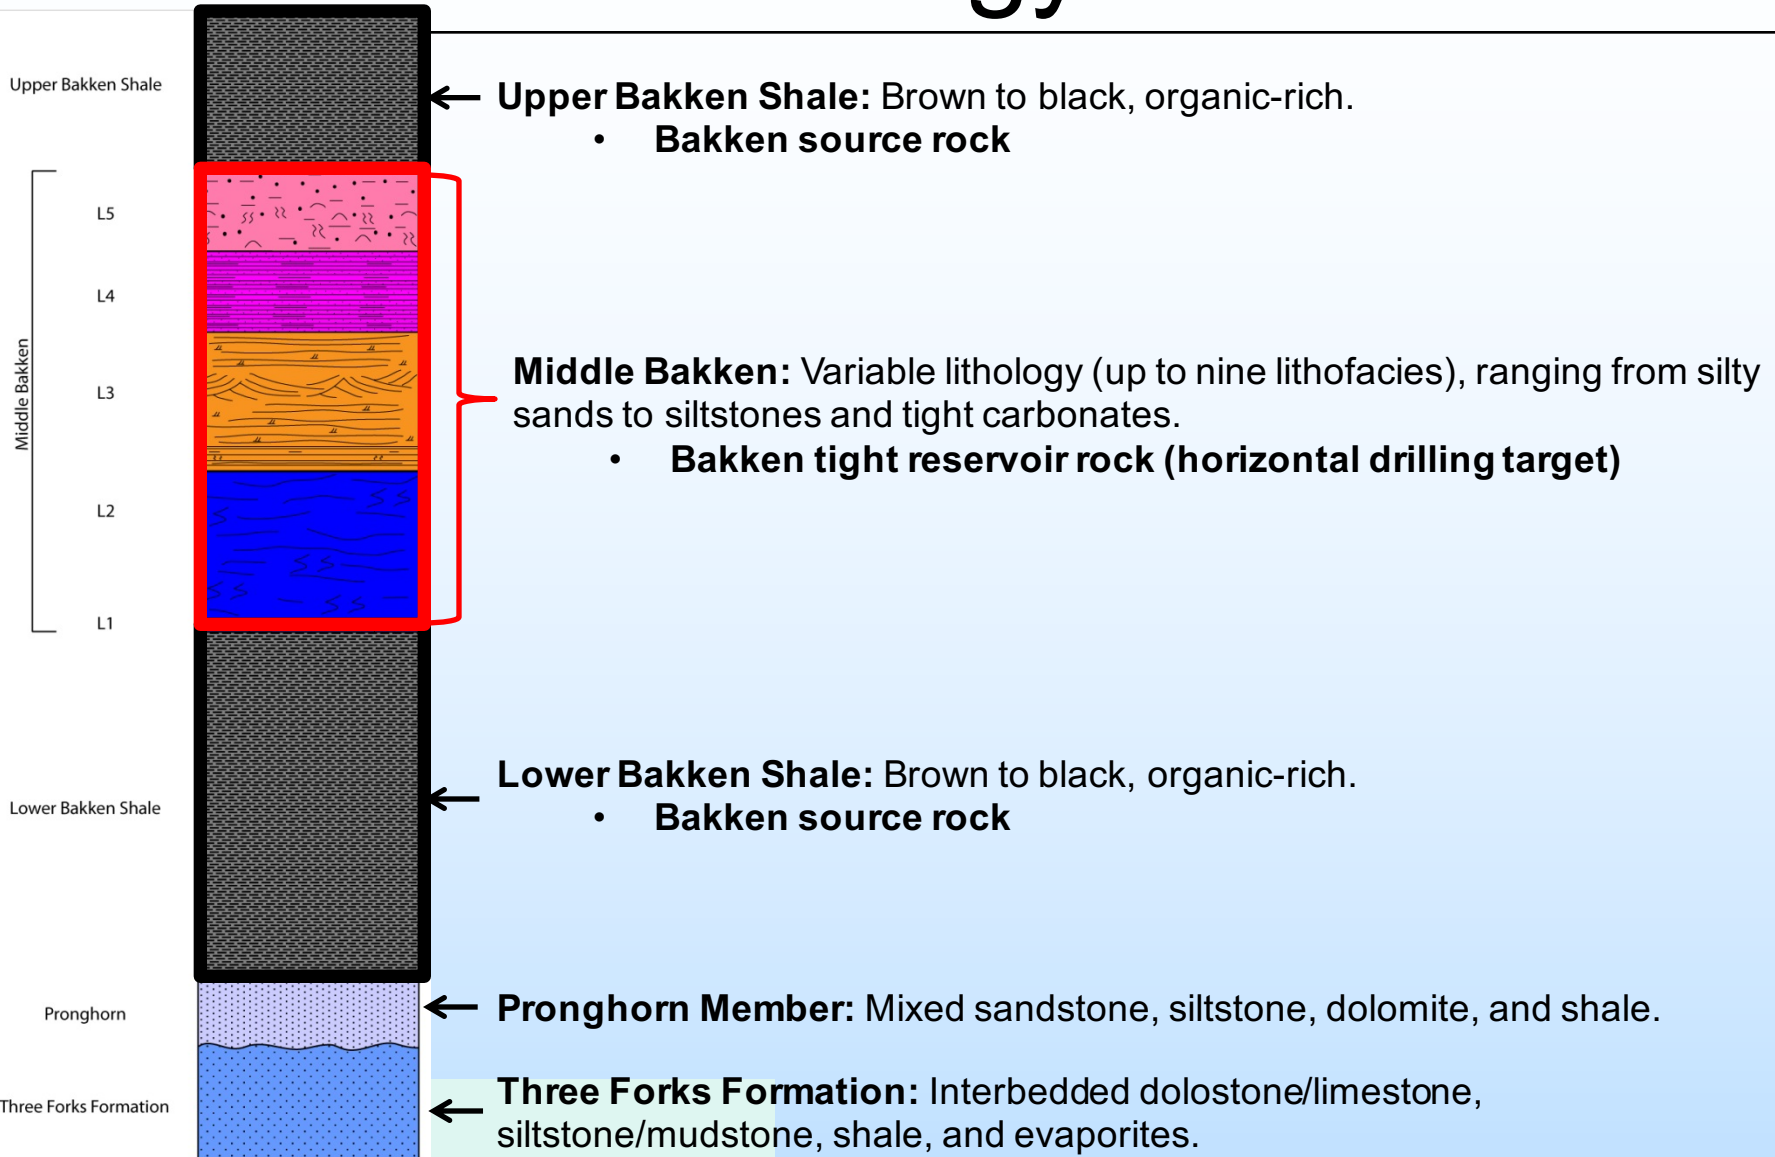 gy
Upper Bakken Shale
Upper Bakken Shale: Brown to black, organic-rich.
• Bakken source rock
Middle Bakken
L5
L4
L3
L2
L1
Middle Bakken: Variable lithology (up to nine lithofacies), ranging from silty
sands to siltstones and tight carbonates.
• Bakken tight reservoir rock (horizontal drilling target)
Lower Bakken Shale
Lower Bakken Shale: Brown to black, organic-rich.
• Bakken source rock
Pronghorn
Pronghorn Member: Mixed sandstone, siltstone, dolomite, and shale.
Three Forks Formation
Three Forks Formation: Interbedded dolostone/limestone,
siltstone/mudstone, shale, and evaporites.